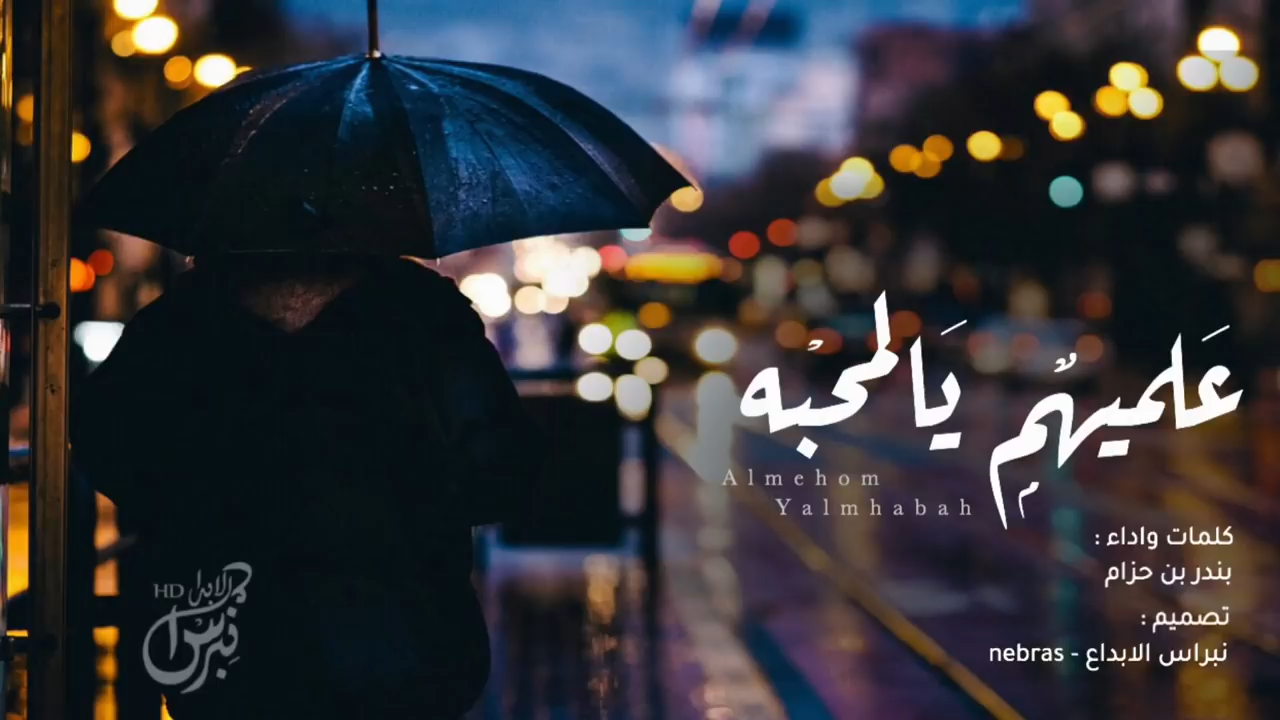 عَلميهُم يَالمحبْه
Almehom
Yalmhabah
كلمات واداء :
بندر بن حزام
تصميم :
نبراس الابداع - nebras
نبراس الابداع HD